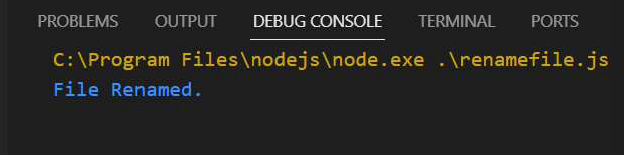 PROBLEMS OUTPUT DEBUG CONSOLE TERMINAL PORTS
C:\Program Files\nodejs\node.exe .\renamefile.js
File Renamed.